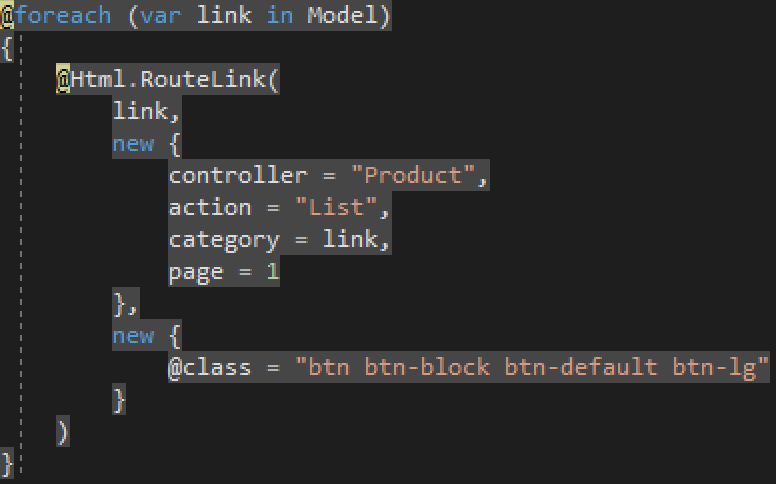 @foreach (var link in Model)
{
    @Html.RouteLink(
        link,
        new {
            controller = "Product",
            action = "List",
            category = link,
            page = 1
        },
        new {
            @class = "btn btn-block btn-default btn-lg"
        }
    )
}